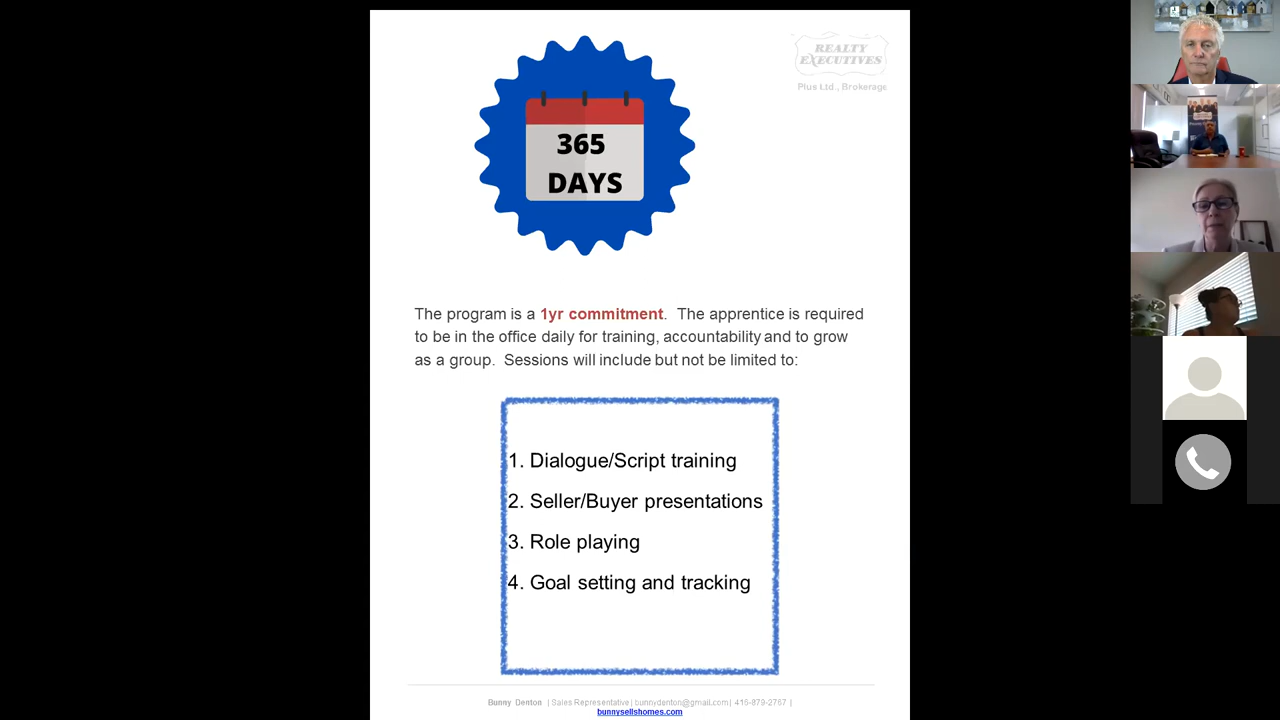 REALTY
EXECUTIVES
Plus Ltd., Brokerage
365
DAYS
The program is a 1yr commitment. The apprentice is required
to be in the office daily for training, accountability and to grow
as a group. Sessions will include but not be limited to:
1. Dialogue/Script training
2. Seller/Buyer presentations
3. Role playing
4. Goal setting and tracking
Bunny Denton | Sales Representative| bunnydenton@gmail.com| 416-879-2767 |
bunnysellshomes.com